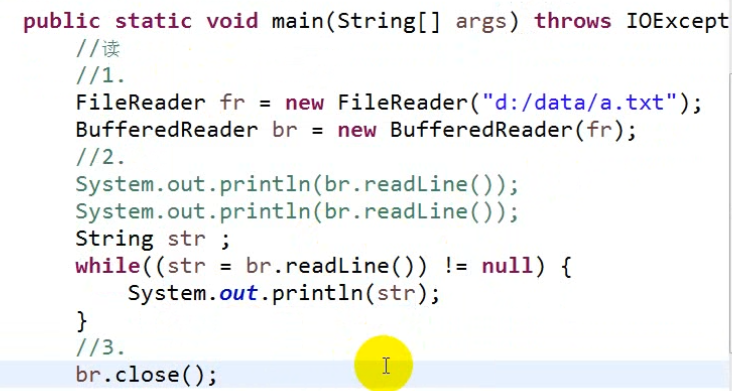 public static void main(String[] args) throws IOExcept
//读
//1.
FileReader fr = new FileReader("d:/data/a.txt");
BufferedReader br = new BufferedReader(fr);
//2.
System.out.println(br.readLine());
System.out.println(br.readLine());
String str ;
while((str = br.readLine()) != null) {
System.out.println(str);
}
//3.
br.close();